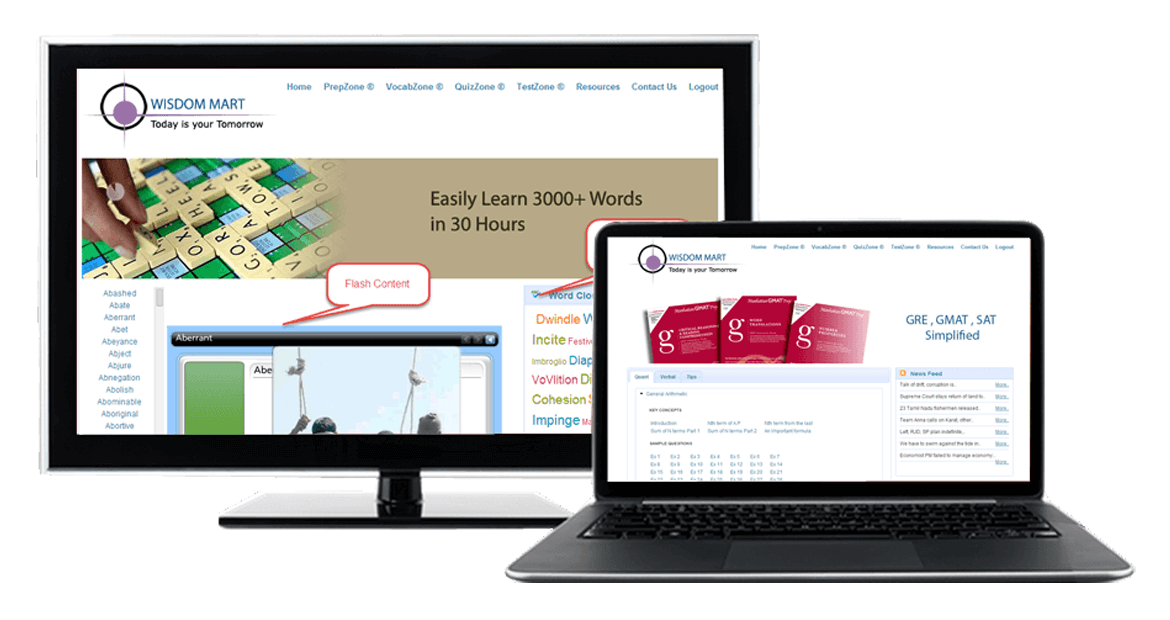 Home PrepZone ® VocabZone ® QuizZone ® TestZone ® Resources Contact Us Logout
WISDOM MART
Today is your Tomorrow
Easily Learn 3000+ Words
in 30 Hours
Flash Content
Abashed
Abate
Aberrant
Abet
Abeyance
Abject
Abjure
Abnegation
Abolish
Abominable
Aboriginal
Abortive
Aberrant
Abe
Word Clou
Dwindle W
Incite Festiv
Imbroglio Diap
VoVlition Di
Cohesion S
Impinge Ma
Home PrepZone ® VocabZone ® QuizZone ® TestZone ® Resources Contact Us Logout
WISDOM MART
Today is your Tomorrow
GRE , GMAT , SAT
Simplified
Quant Verbal Tips
General Arithmetic
KEY CONCEPTS
Introduction Nth term of A.P Nth term from the last
Sum of N terms Part 1 Sum of N terms Part 2 An important formula
SAMPLE QUESTIONS
Ex 1 Ex 2 Ex 3 Ex 4 Ex 5 Ex 6 Ex 7
Ex 8 Ex 9 Ex 10 Ex 11 Ex 12 Ex 13 Ex 14
Ex 15 Ex 16 Ex 17 Ex 18 Ex 19 Ex 20 Ex 21
News Feed
Talk of drift, corruption is.. More..
Supreme Court stays return of land to.. More..
23 Tamil Nadu fishermen released.. More..
Team Anna calls on Karat, other.. More..
Left, RJD, SP plan indefinite.. More..
We have to swim against the tide in.. More..
Economist PM failed to manage economy.. More..